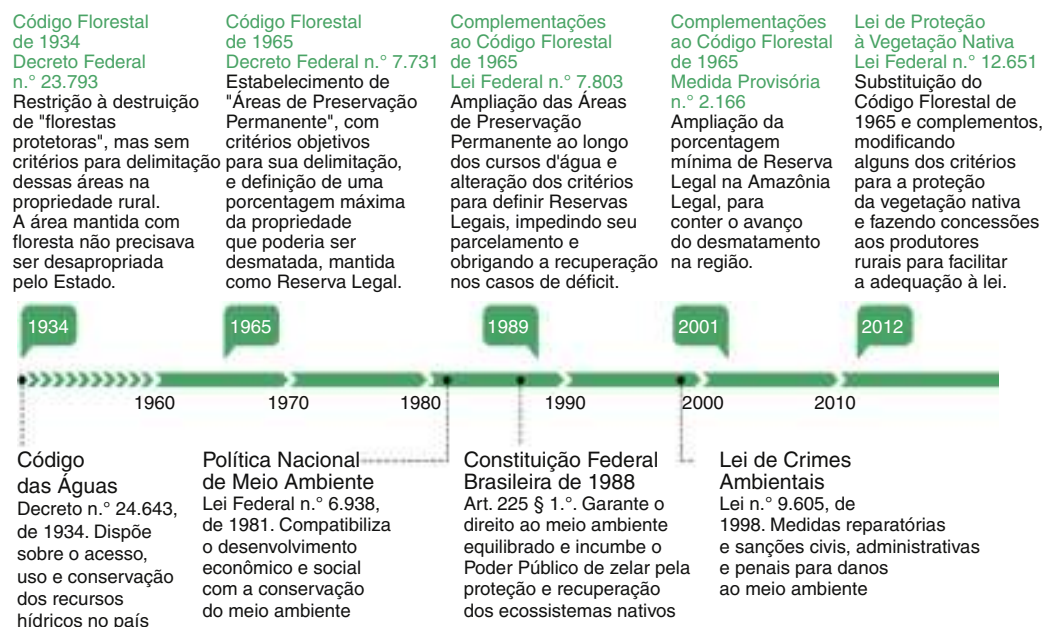 Código Florestal
de 1934
Decreto Federal
n.° 23.793
Restrição à destruição
de "florestas
protetoras", mas sem
critérios para delimitação
dessas áreas na
propriedade rural.
A área mantida com
floresta não precisava
ser desapropriada
pelo Estado.
Código Florestal
de 1965
Decreto Federal n.° 7.731
Estabelecimento de
"Áreas de Preservação
Permanente", com
critérios objetivos
para sua delimitação,
e definição de uma
porcentagem máxima
da propriedade
que poderia ser
desmatada, mantida
como Reserva Legal.
Complementações
ao Código Florestal
de 1965
Lei Federal n.° 7.803
Ampliação das Áreas
de Preservação
Permanente ao longo
dos cursos d'água e
alteração dos critérios
para definir Reservas
Legais, impedindo seu
parcelamento e
obrigando a recuperação
nos casos de déficit.
Complementações
ao Código Florestal
de 1965
Medida Provisória
n.° 2.166
Ampliação da
porcentagem
mínima de Reserva
Legal na Amazônia
Legal, para
conter o avanço
do desmatamento
na região.
Lei de Proteção
à Vegetação Nativa
Lei Federal n.° 12.651
Substituição do
Código Florestal de
1965 e complementos,
modificando
alguns dos critérios
para a proteção
da vegetação nativa
e fazendo concessões
aos produtores
rurais para facilitar
a adequação à lei.
1934
1965
1989
2001
2012
1960
1970
1980
1990
2000
2010
Código
das Águas
Decreto n.° 24.643,
de 1934. Dispõe
sobre o acesso,
uso e conservação
dos recursos
hídricos no país
Política Nacional
de Meio Ambiente
Lei Federal n.° 6.938,
de 1981. Compatibiliza
o desenvolvimento
econômico e social
com a conservação
do meio ambiente
Constituição Federal
Brasileira de 1988
Art. 225 § 1.°. Garante o
direito ao meio ambiente
equilibrado e incumbe o
Poder Público de zelar pela
proteção e recuperação
dos ecossistemas nativos
Lei de Crimes
Ambientais
Lei n.° 9.605, de
1998. Medidas reparatórias
e sanções civis, administrativas
e penais para danos
ao meio ambiente